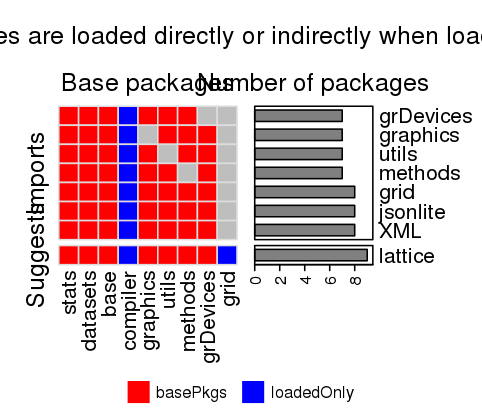 es are loaded directly or indirectly when loa
Base packages
Number of packages
Imports
Suggests
grDevices
graphics
utils
methods
grid
jsonlite
XML
lattice
0 2 4 6 8
stats
datasets
base
compiler
graphics
utils
methods
grDevices
grid
basePkgs loadedOnly